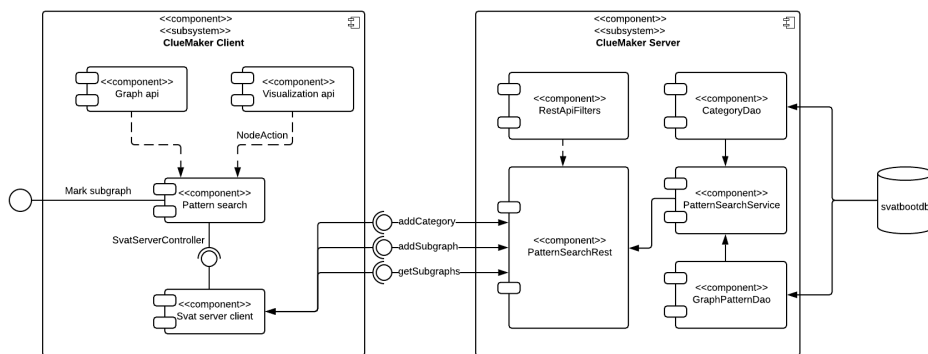 <<component>>
<<subsystem>>
ClueMaker Client
<<component>>
Graph api
<<component>>
Visualization api
NodeAction
Mark subgraph
<<component>>
Pattern search
SvatServerController
<<component>>
Svat server client
addCategory
addSubgraph
getSubgraphs
<<component>>
<<subsystem>>
ClueMaker Server
<<component>>
RestApiFilters
<<component>>
CategoryDao
<<component>>
PatternSearchService
<<component>>
PatternSearchRest
<<component>>
GraphPatternDao
svatbootdb